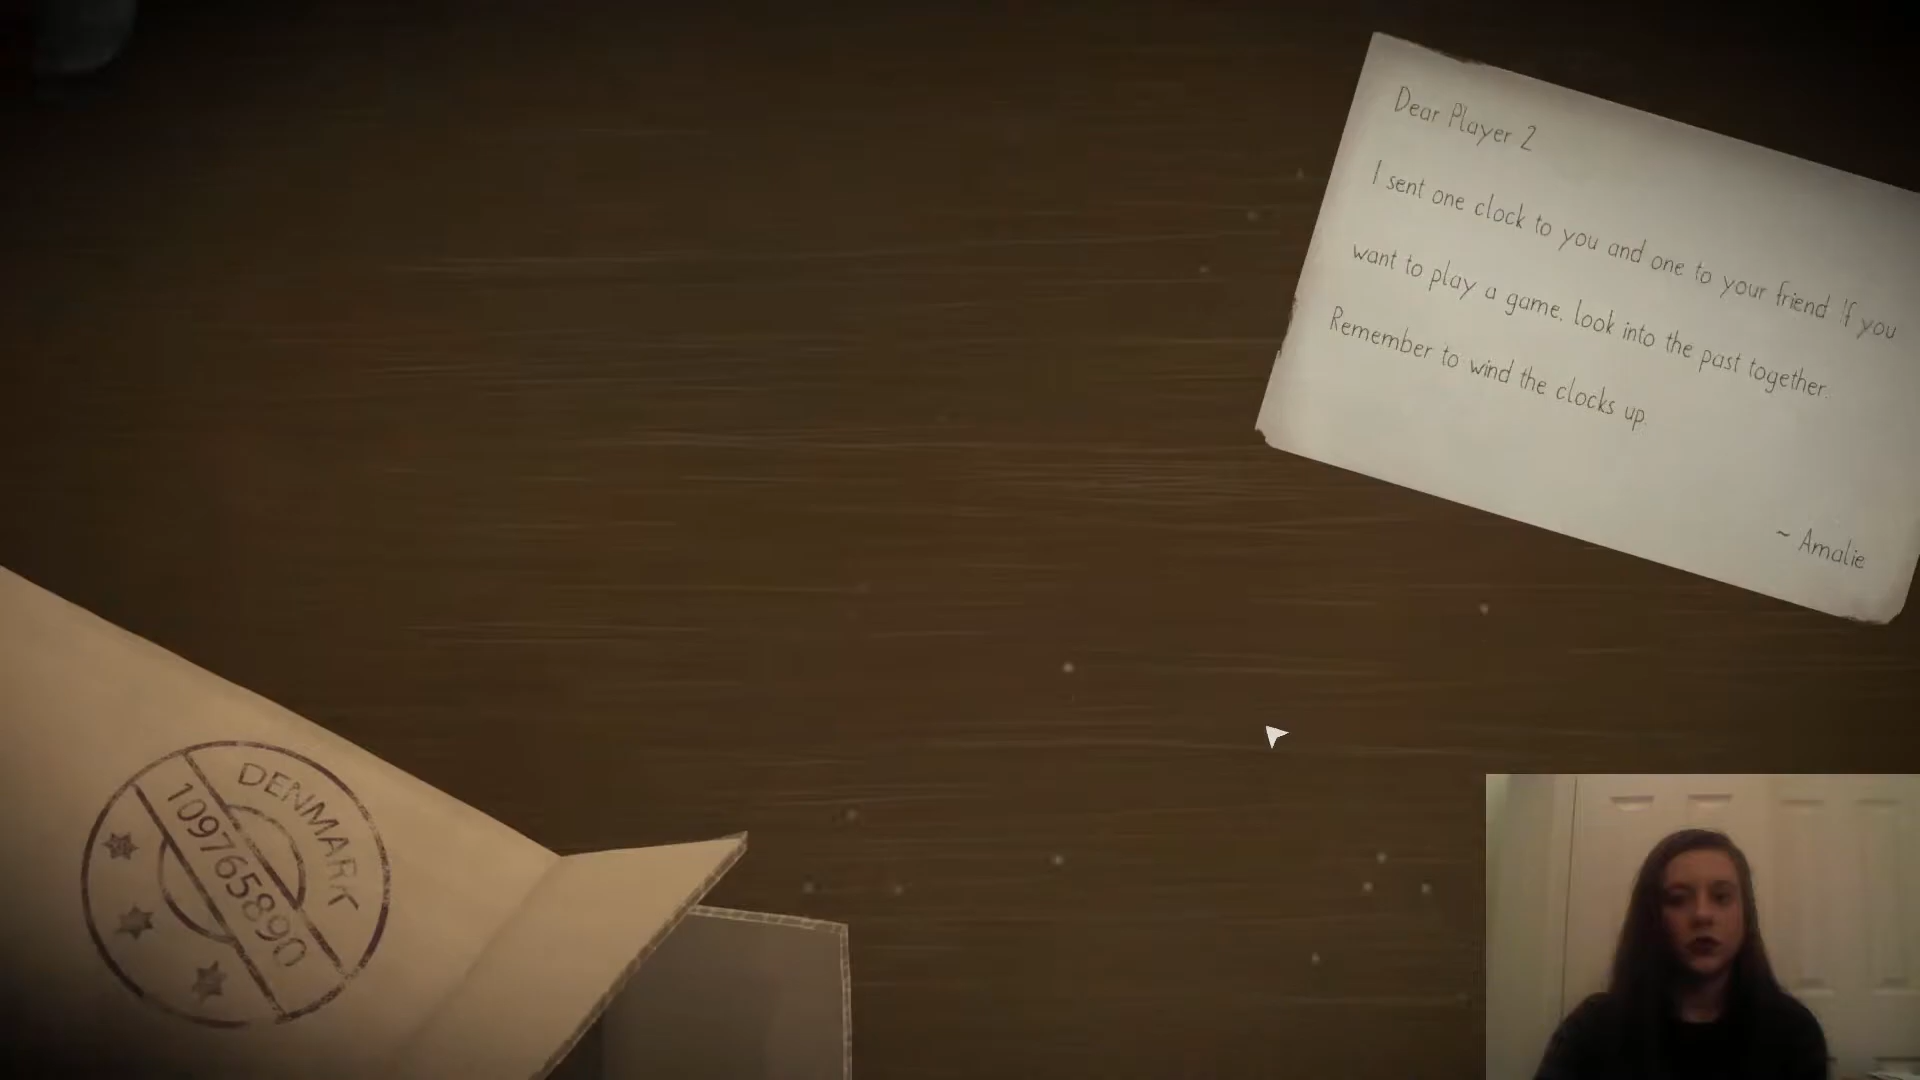 Dear Player 2
I sent one clock to you and one to your friend If you
want to play a game, look into the past together.
Remember to wind the clocks up.
~ Amalie
DENMARK
109765890